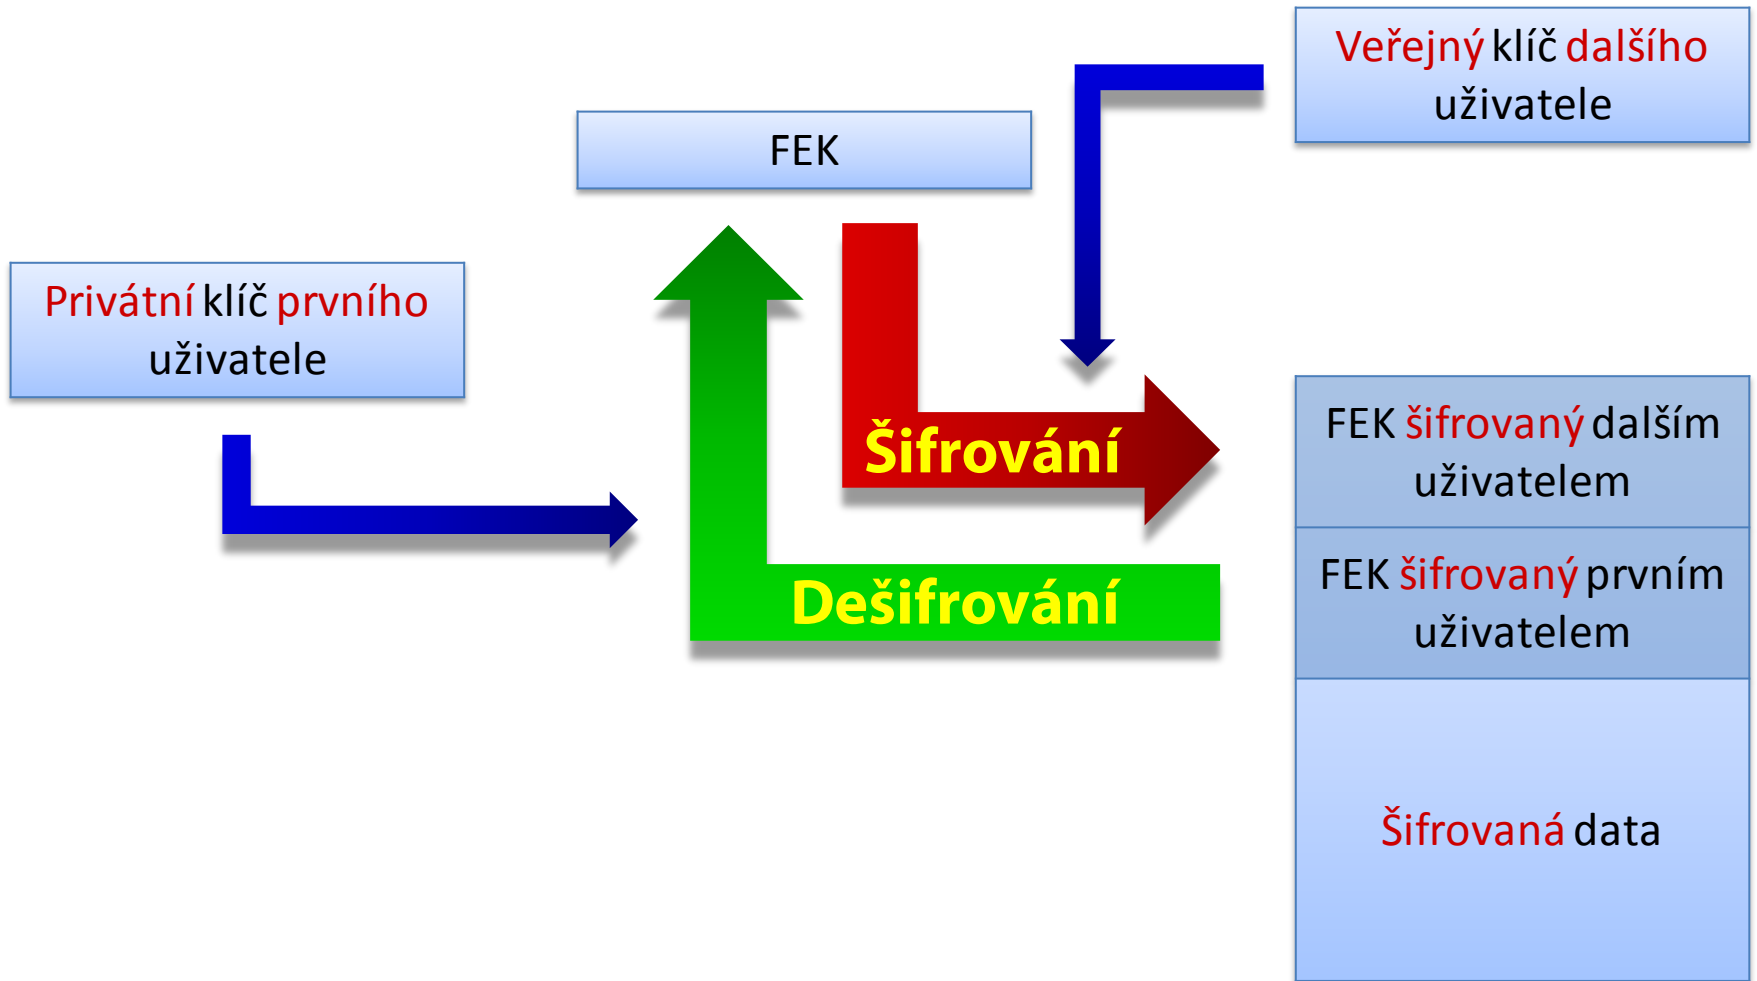 Veřejný klíč dalšího
uživatele
FEK
Privátní klíč prvního
uživatele
Šifrování
FEK šifrovaný dalším
uživatelem
Dešifrování
FEK šifrovaný prvním
uživatelem
Šifrovaná data